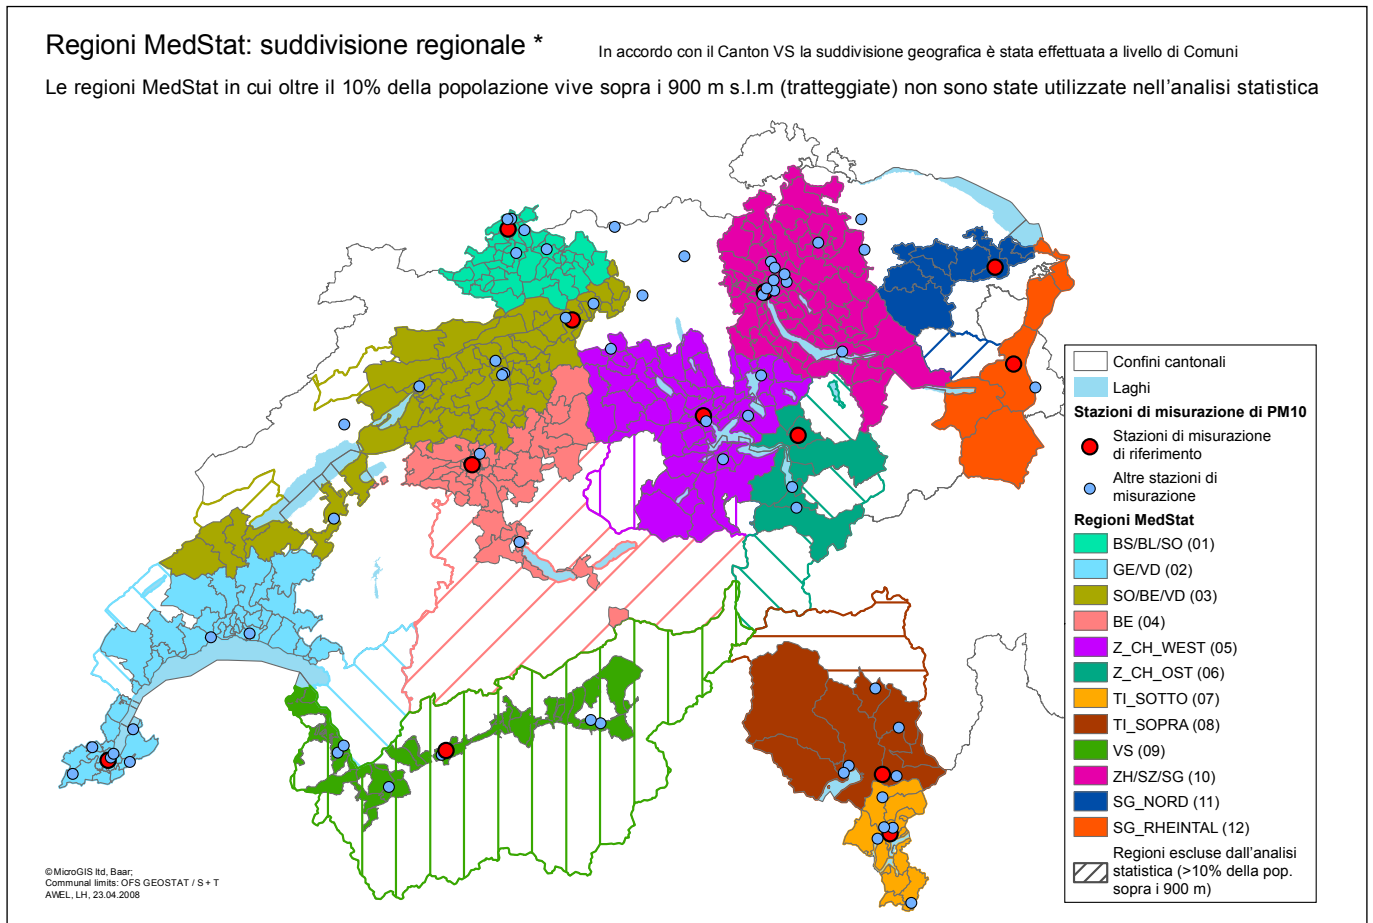 Regioni MedStat: suddivisione regionale *
In accordo con il Canton VS la suddivisione geografica è stata effettuata a livello di Comuni
Le regioni MedStat in cui oltre il 10% della popolazione vive sopra i 900 m s.l.m (tratteggiate) non sono state utilizzate nell'analisi statistica
Confini cantonali
Laghi
Stazioni di misurazione di PM10
Stazioni di misurazione
di riferimento
Altre stazioni di
misurazione
Regioni MedStat
BS/BL/SO (01)
GE/VD (02)
SO/BE/VD (03)
BE (04)
Z_CH_WEST (05)
Z_CH_OST (06)
TI_SOTTO (07)
TI_SOPRA (08)
VS (09)
ZH/SZ/SG (10)
SG_NORD (11)
SG_RHEINTAL (12)
Regioni escluse dall'analisi
statistica (>10% della pop.
sopra i 900 m)
©MicroGIS ltd, Baar;
Communal limits: OFS GEOSTAT / S + T
AWEL, LH, 23.04.2008